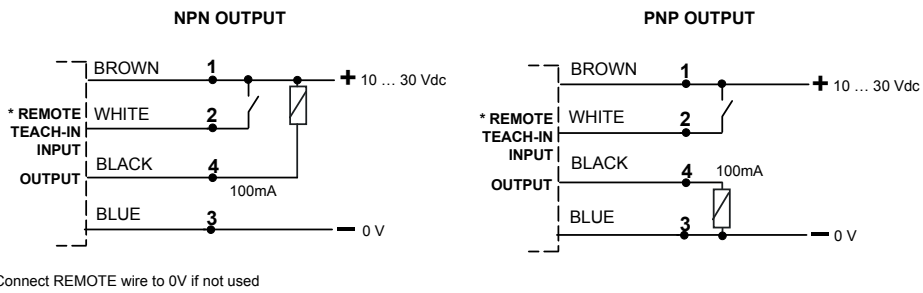 NPN OUTPUT
BROWN
1
+ 10 … 30 Vdc
* REMOTE
TEACH-IN
INPUT
WHITE
2
BLACK
4
OUTPUT
100mA
BLUE
3
– 0 V
PNP OUTPUT
BROWN
1
+ 10 … 30 Vdc
* REMOTE
TEACH-IN
INPUT
WHITE
2
BLACK
4
100mA
OUTPUT
BLUE
3
– 0 V
Connect REMOTE wire to 0V if not used